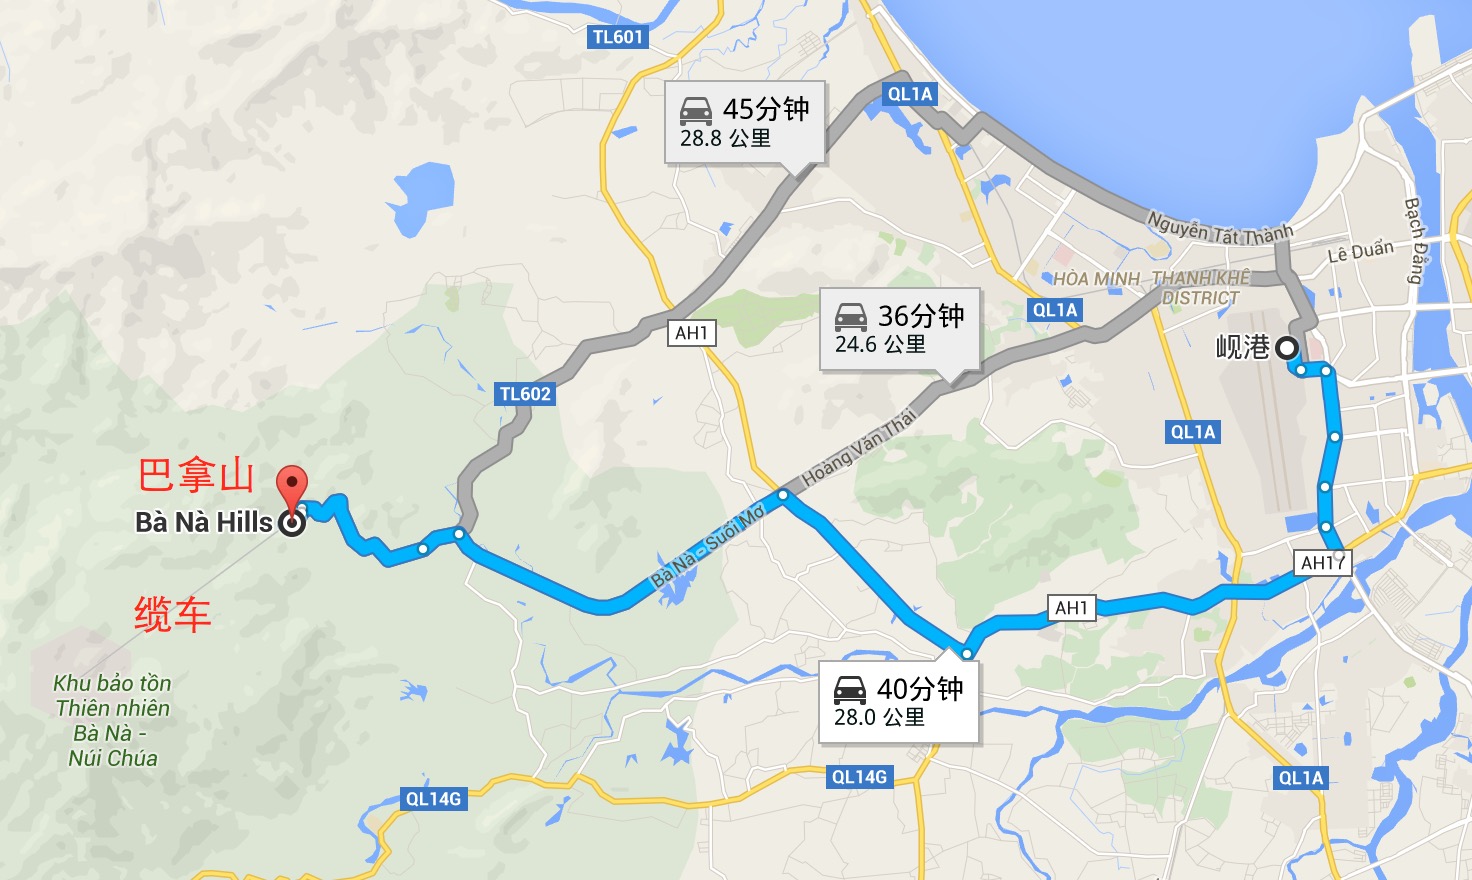 TL601
45分钟
28.8 公里
QL1A
Nguyễn Tất Thành
Bạch Đằng
Lê Duẩn
HÒA MINH
THANH KHÊ
DISTRICT
36分钟
24.6 公里
QL1A
AH1
岘港
TL602
Hoàng Văn Thái
QL1A
巴拿山
Bà Nà Hills
Bà Nà - Suối Mơ
AH17
缆车
AH1
Khu bảo tồn
Thiên nhiên
Bà Nà -
Núi Chúa
40分钟
28.0 公里
QL14G
QL1A
QL14G